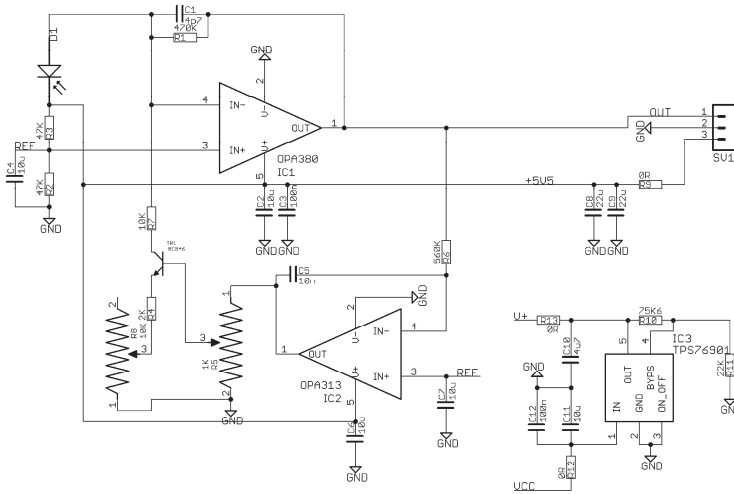 C1
4p7
470K
R1
D1
GND
2
V-
4
IN-
3
IN+
OUT
1
V+
5
OPA380
IC1
OUT
GND
1
2
3
SV1
47K
R3
REF
C4
10u
47K
R2
GND
C2
10u
C3
100n
GND
GND
+5V5
0R
R9
C8
22u
C9
22u
GND
GND
10K
R7
TR1
BC846
2K
R4
2
R8
10K
3
1
C5
10n
1
3
1K
R5
2
GND
560K
R6
GND
2
V-
IN-
4
1
OUT
V+
IN+
3
REF
OPA313
IC2
5
C6
10u
GND
C7
10u
GND
V+
R13
0R
C10
4u7
GND
C12
100n
C11
10u
0R
R12
VCC
75K6
R10
IC3
TPS76901
5
4
OUT
BYPS
IN
GND
ON_OFF
1
2
3
GND
22K
R11
GND